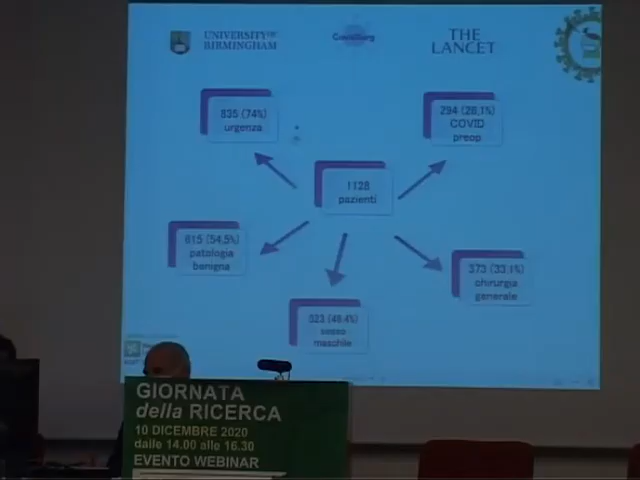 UNIVERSITY OF
BIRMINGHAM
CovidSurg
THE
LANCET
835 (74%)
urgenza
294 (26,1%)
COVID
preop
1128
pazienti
615 (54,5%)
patologia
benigna
373 (33,1%)
chirurgia
generale
523 (46,4%)
sesso
maschile
GIORNATA
della RICERCA
10 DICEMBRE 2020
dalle 14.00 alle 16.30
EVENTO WEBINAR